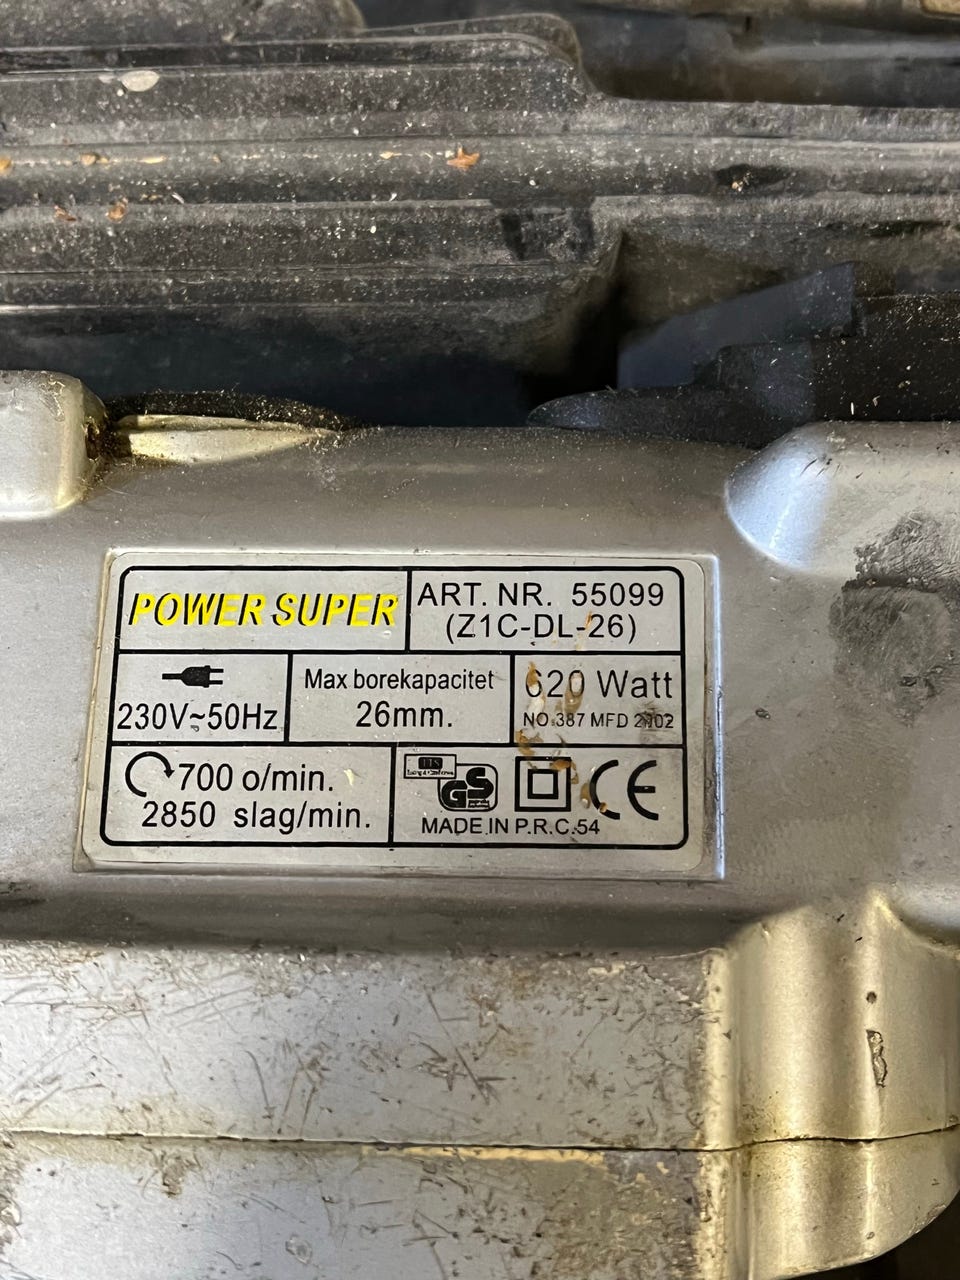 POWER SUPER
ART. NR. 55099
(Z1C-DL-26)
230V~50Hz
Max borekapacitet
26mm.
620 Watt
NO.387 MFD
700 o/min.
2850 slag/min.
GS
CE
MADE IN P.R.C.54